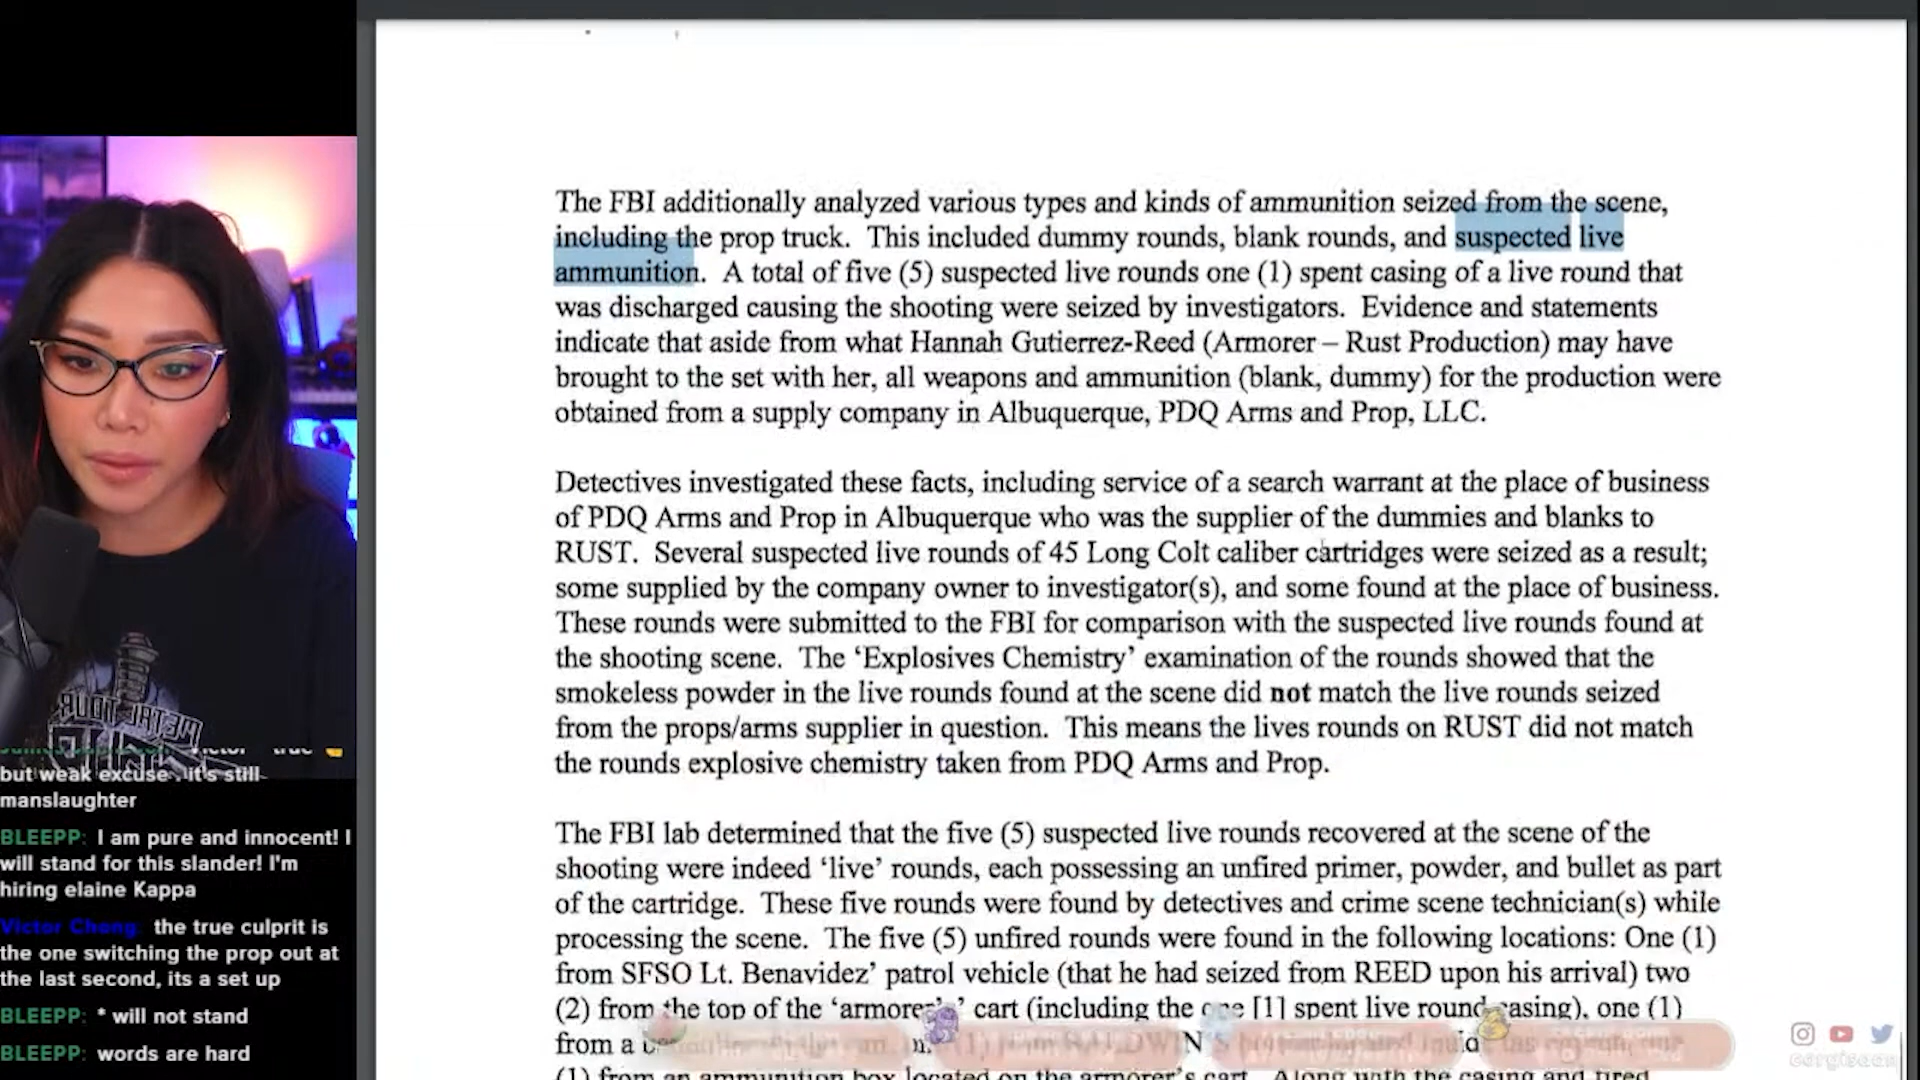 The FBI additionally analyzed various types and kinds of ammunition seized from the scene,
including the prop truck. This included dummy rounds, blank rounds, and suspected live
ammunition. A total of five (5) suspected live rounds one (1) spent casing of a live round that
was discharged causing the shooting were seized by investigators. Evidence and statements
indicate that aside from what Hannah Gutierrez-Reed (Armorer – Rust Production) may have
brought to the set with her, all weapons and ammunition (blank, dummy) for the production were
obtained from a supply company in Albuquerque, PDQ Arms and Prop, LLC.
Detectives investigated these facts, including service of a search warrant at the place of business
of PDQ Arms and Prop in Albuquerque who was the supplier of the dummies and blanks to
RUST. Several suspected live rounds of 45 Long Colt caliber cartridges were seized as a result;
some supplied by the company owner to investigator(s), and some found at the place of business.
These rounds were submitted to the FBI for comparison with the suspected live rounds found at
the shooting scene. The ‘Explosives Chemistry’ examination of the rounds showed that the
smokeless powder in the live rounds found at the scene did not match the live rounds seized
from the props/arms supplier in question. This means the lives rounds on RUST did not match
the rounds explosive chemistry taken from PDQ Arms and Prop.
The FBI lab determined that the five (5) suspected live rounds recovered at the scene of the
shooting were indeed ‘live’ rounds, each possessing an unfired primer, powder, and bullet as part
of the cartridge. These five rounds were found by detectives and crime scene technician(s) while
processing the scene. The five (5) unfired rounds were found in the following locations: One (1)
from SFSO Lt. Benavidez’ patrol vehicle (that he had seized from REED upon his arrival) two
(2) from the top of the ‘armorer’s’ cart (including the one [1] spent live round casing), one (1)
from a
(1) from an ammunition box located on the armorer's cart. Along with the casing and fired
true
but weak excuse . it's still
manslaughter
BLEEPP: I am pure and innocent! I
will stand for this slander! I'm
hiring elaine Kappa
Victor Chong: the true culprit is
the one switching the prop out at
the last second, its a set up
BLEEPP: * will not stand
BLEEPP: words are hard